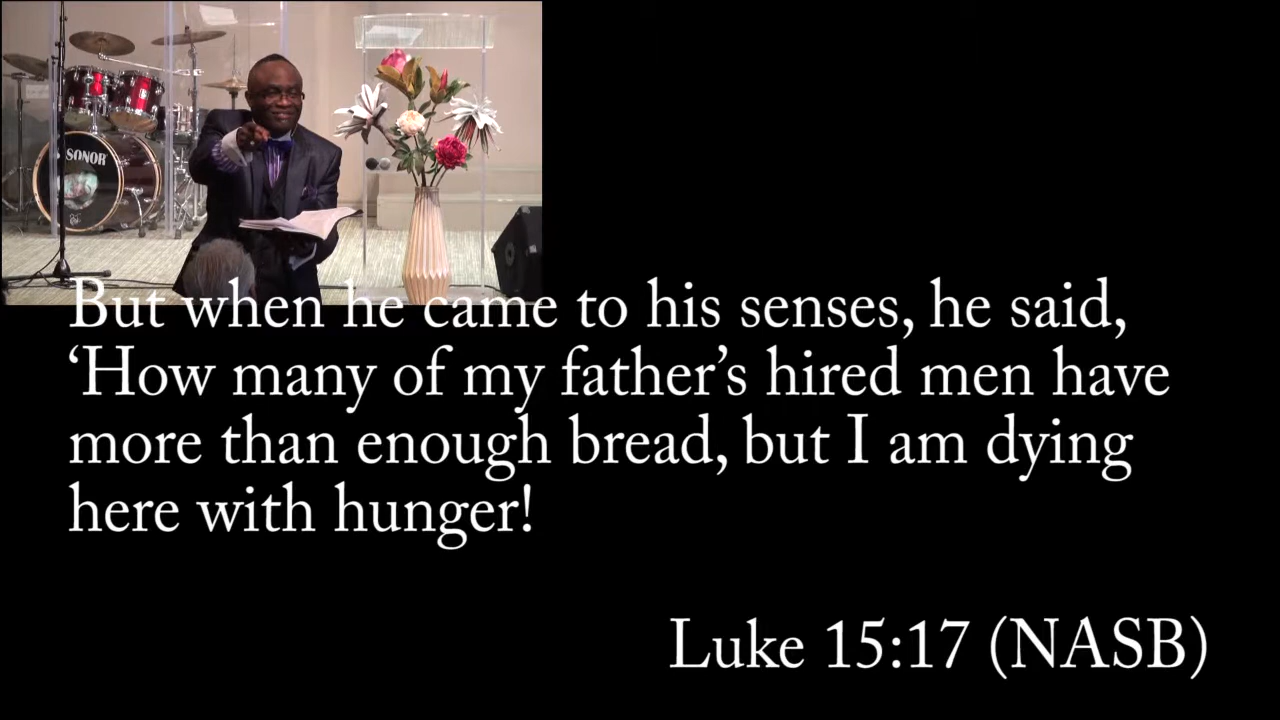 SONOR
But when he came to his senses, he said,
‘How many of my father’s hired men have
more than enough bread, but I am dying
here with hunger!
Luke 15:17 (NASB)